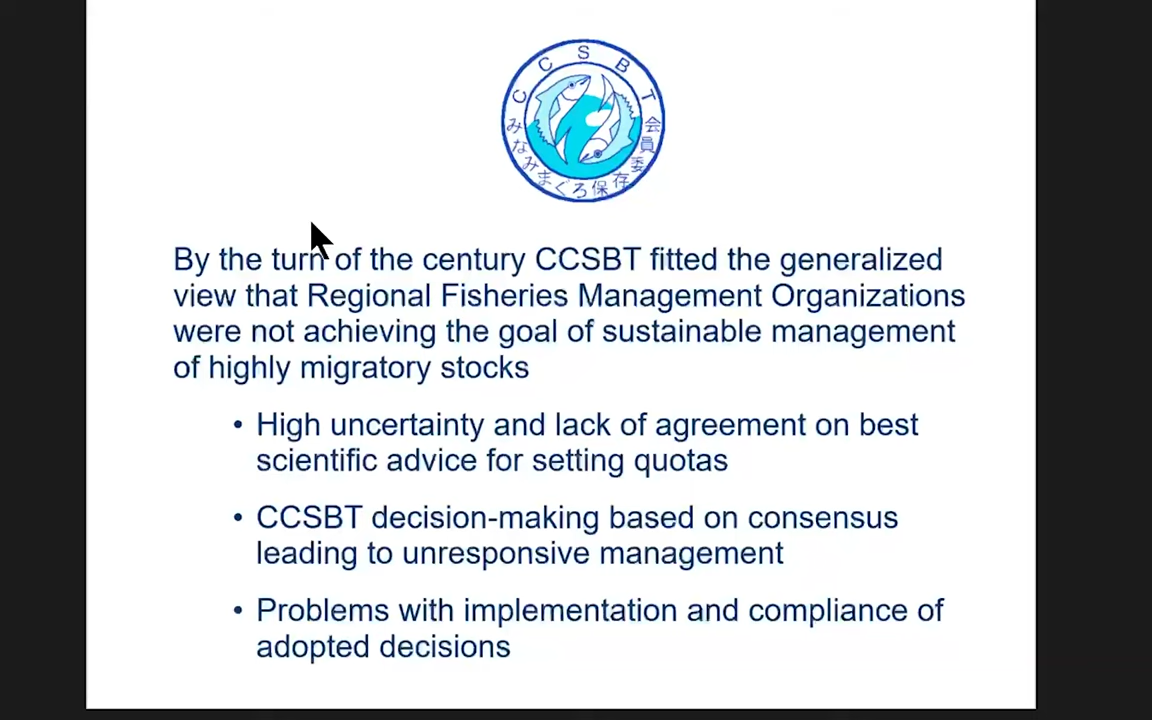 C C S B T
みなみまぐろ保存委員会
By the turn of the century CCSBT fitted the generalized
view that Regional Fisheries Management Organizations
were not achieving the goal of sustainable management
of highly migratory stocks
• High uncertainty and lack of agreement on best
scientific advice for setting quotas
• CCSBT decision-making based on consensus
leading to unresponsive management
• Problems with implementation and compliance of
adopted decisions